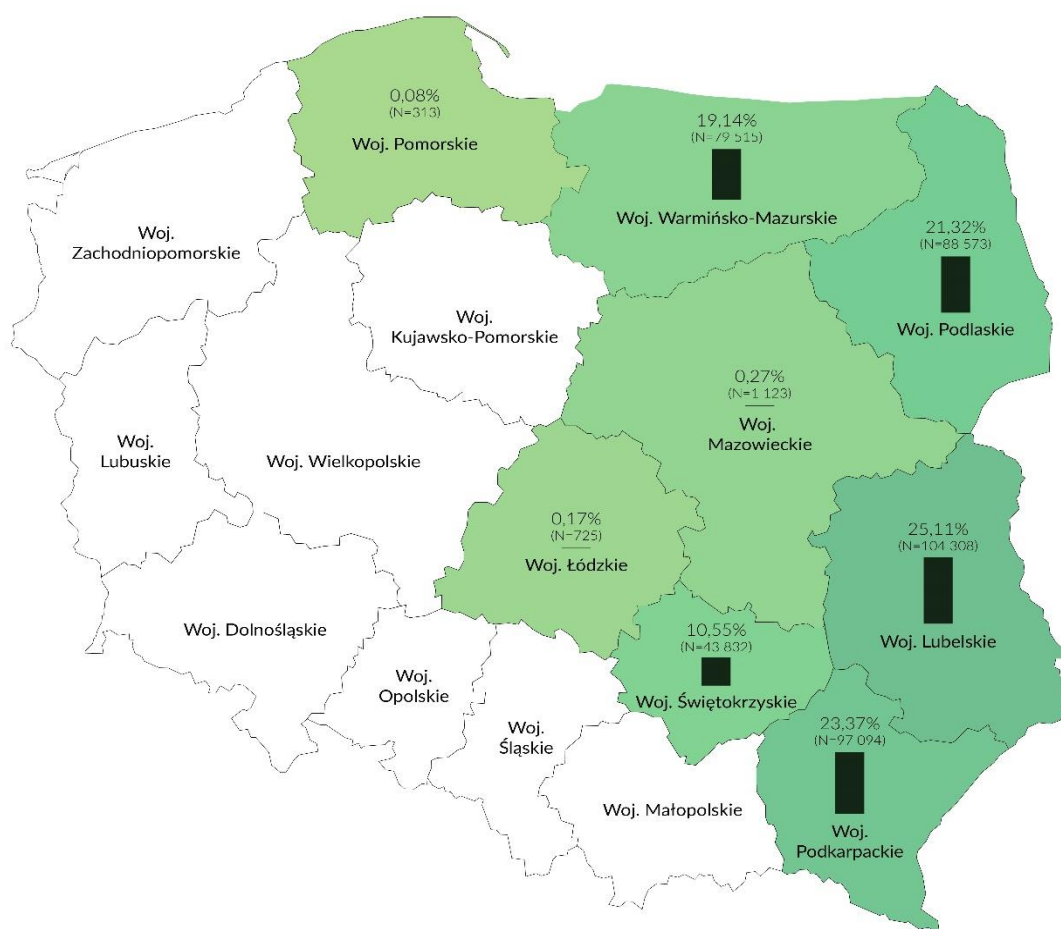 0,08%
(N=313)
Woj. Pomorskie
19,14%
(N=79 515)
Woj. Warmińsko-Mazurskie
21,32%
(N=88 573)
Woj. Podlaskie
Woj.
Zachodniopomorskie
Woj.
Kujawsko-Pomorskie
0,27%
(N=1 123)
Woj.
Mazowieckie
Woj.
Lubuskie
Woj. Wielkopolskie
0,17%
(N=725)
Woj. Łódzkie
25,11%
(N=104 308)
Woj. Lubelskie
Woj. Dolnośląskie
10,55%
(N=43 832)
Woj. Świętokrzyskie
Woj.
Opolskie
Woj.
Śląskie
23,37%
(N=97 094)
Woj.
Podkarpackie
Woj. Małopolskie